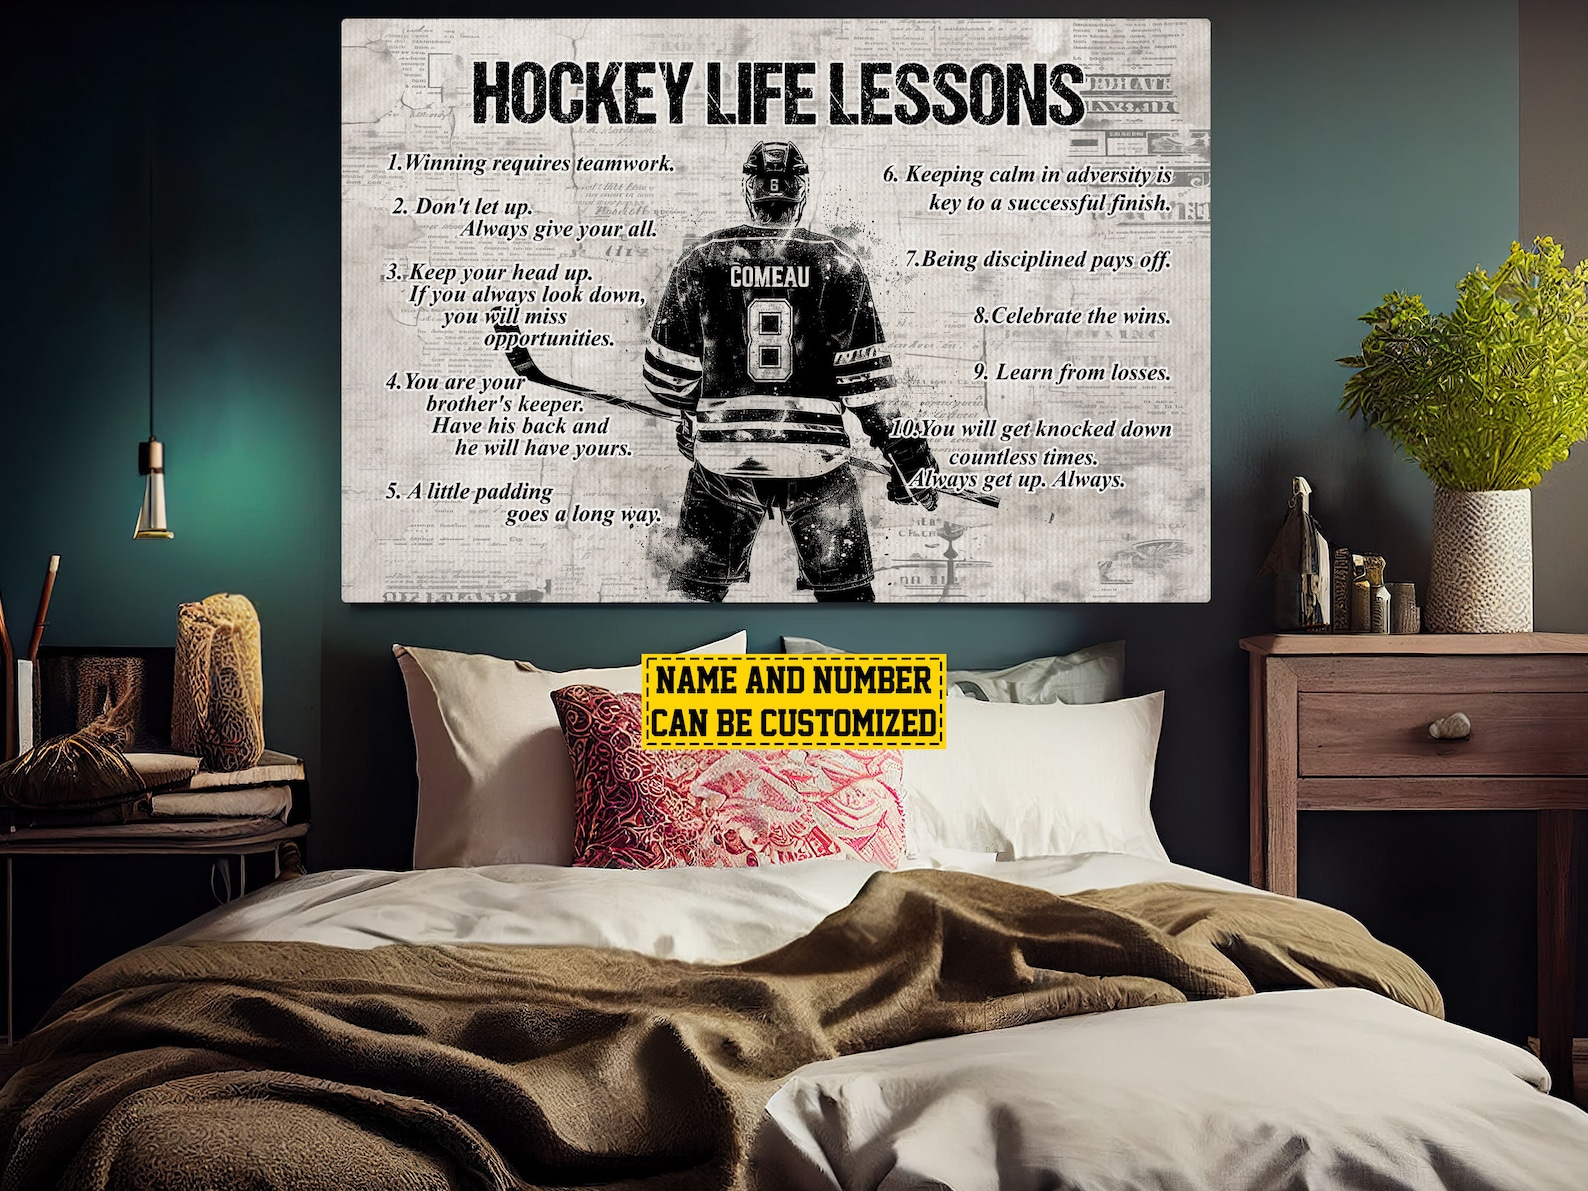 HOCKEY LIFE LESSONS
1.Winning requires teamwork.
2. Don't let up.
Always give your all.
3. Keep your head up.
If you always look down,
you will miss
opportunities.
4.You are your
brother's keeper.
Have his back and
he will have yours.
5. A little padding
goes a long way.
6
COMEAU
8
6. Keeping calm in adversity is
key to a successful finish.
7.Being disciplined pays off.
8.Celebrate the wins.
9. Learn from losses.
10.You will get knocked down
countless times.
Always get up. Always.
NAME AND NUMBER
CAN BE CUSTOMIZED